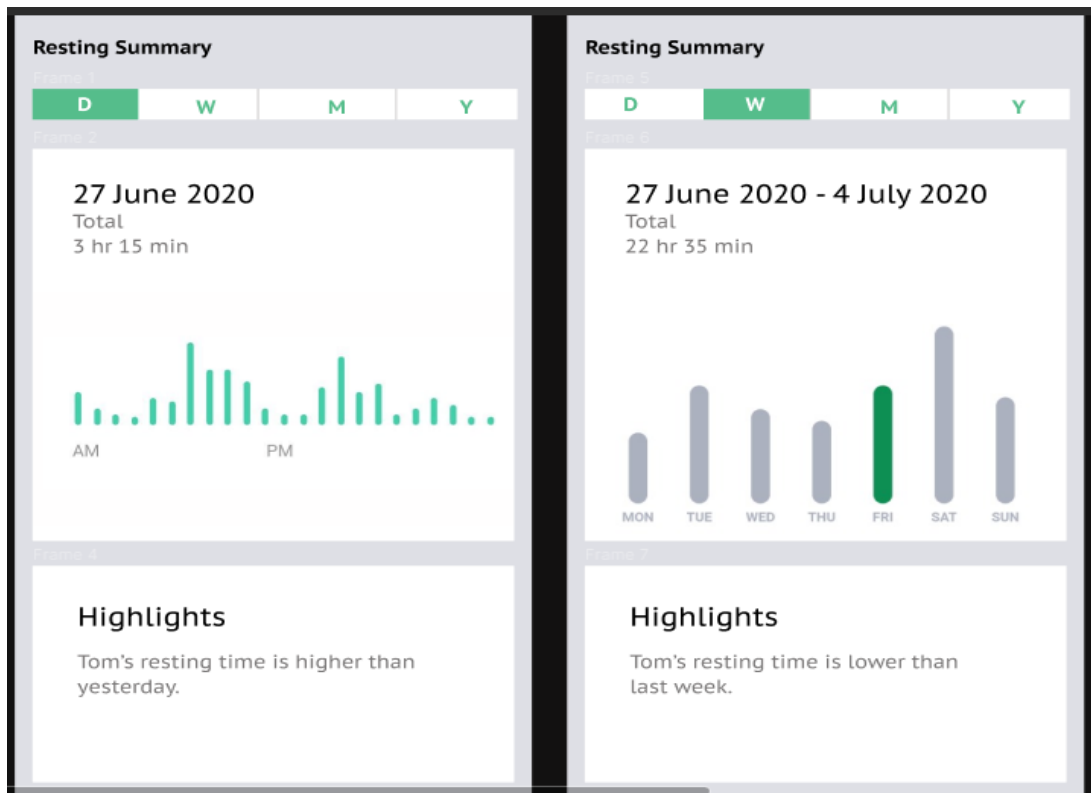 Resting Summary
Frame 1
D W M Y
Frame 2
27 June 2020
Total
3 hr 15 min
AM PM
Frame 4
Highlights
Tom's resting time is higher than
yesterday.
Resting Summary
Frame 5
D W M Y
Frame 6
27 June 2020 - 4 July 2020
Total
22 hr 35 min
MON TUE WED THU FRI SAT SUN
Frame 7
Highlights
Tom's resting time is lower than
last week.